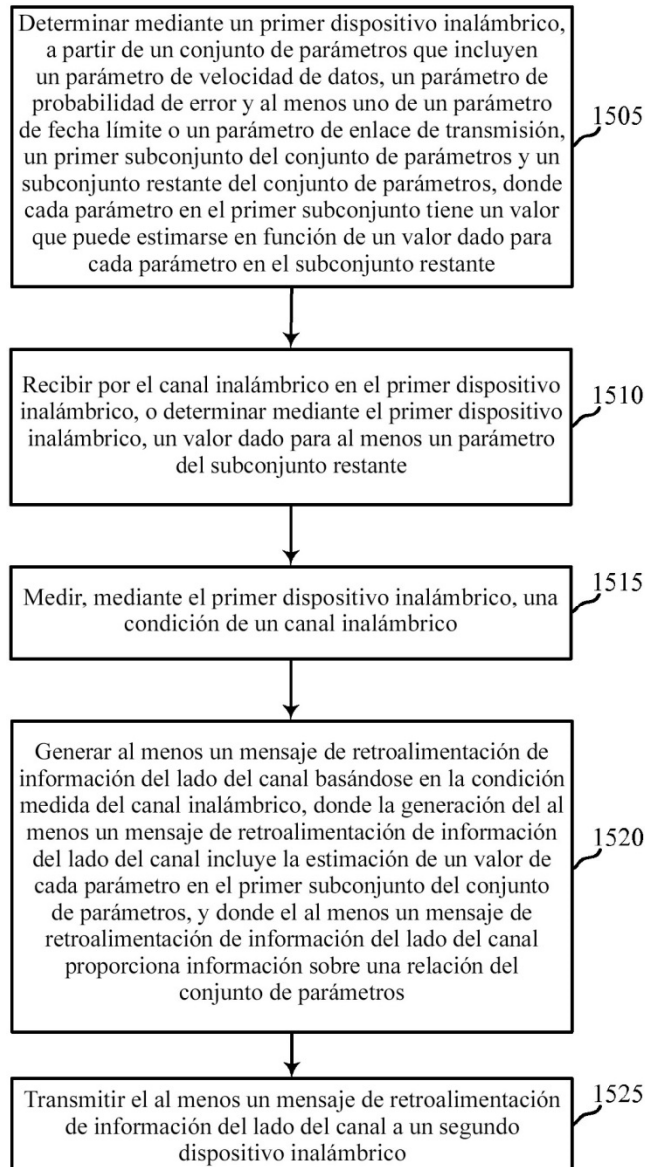 Determinar mediante un primer dispositivo inalámbrico,
a partir de un conjunto de parámetros que incluyen
un parámetro de velocidad de datos, un parámetro de
probabilidad de error y al menos uno de un parámetro
de fecha límite o un parámetro de enlace de transmisión,
un primer subconjunto del conjunto de parámetros y un
subconjunto restante del conjunto de parámetros, donde
cada parámetro en el primer subconjunto tiene un valor
que puede estimarse en función de un valor dado para
cada parámetro en el subconjunto restante
1505
Recibir por el canal inalámbrico en el primer dispositivo
inalámbrico, o determinar mediante el primer dispositivo
inalámbrico, un valor dado para al menos un parámetro
del subconjunto restante
1510
Medir, mediante el primer dispositivo inalámbrico, una
condición de un canal inalámbrico
1515
Generar al menos un mensaje de retroalimentación de
información del lado del canal basándose en la condición
medida del canal inalámbrico, donde la generación del al
menos un mensaje de retroalimentación de información
del lado del canal incluye la estimación de un valor de
cada parámetro en el primer subconjunto del conjunto
de parámetros, y donde el al menos un mensaje de
retroalimentación de información del lado del canal
proporciona información sobre una relación del
conjunto de parámetros
1520
Transmitir el al menos un mensaje de retroalimentación
de información del lado del canal a un segundo
dispositivo inalámbrico
1525